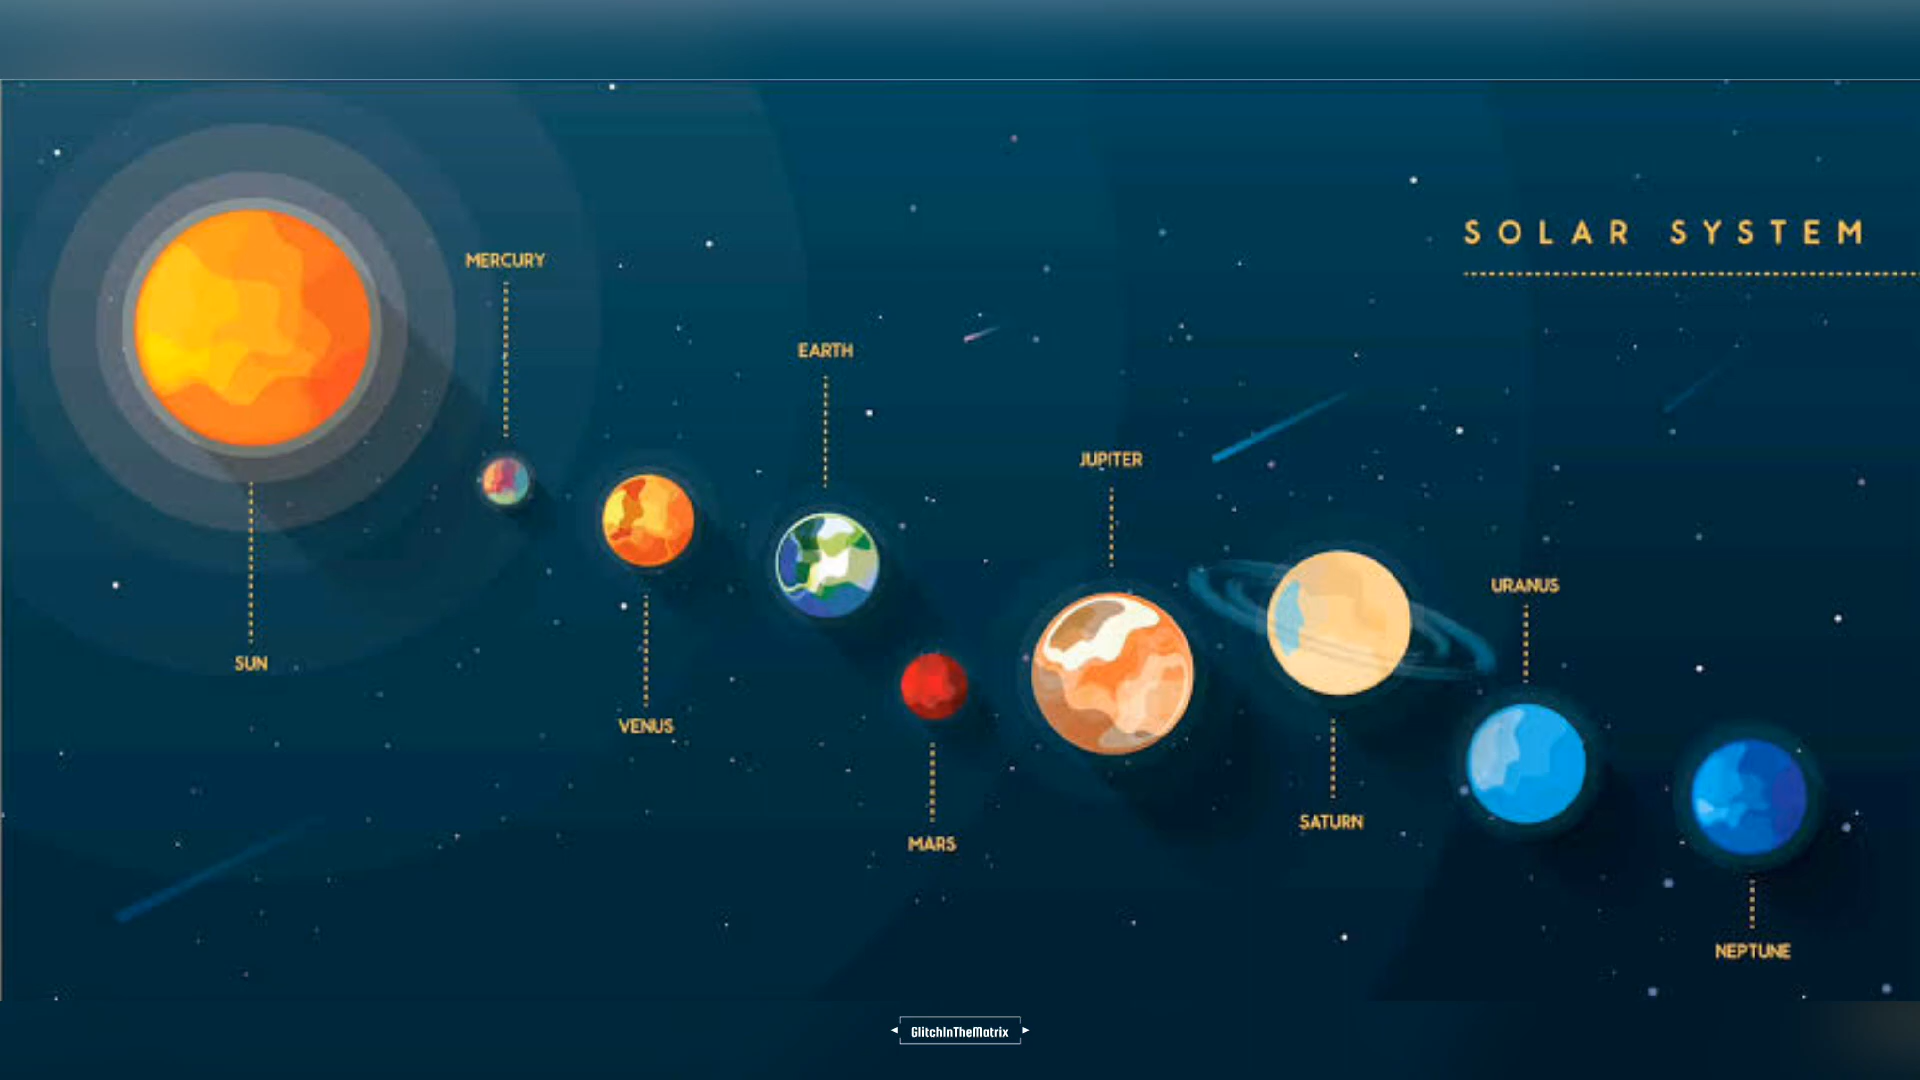 SOLAR SYSTEM
MERCURY
EARTH
JUPITER
URANUS
SUN
VENUS
SATURN
MARS
NEPTUNE
GlitchInTheMatrix